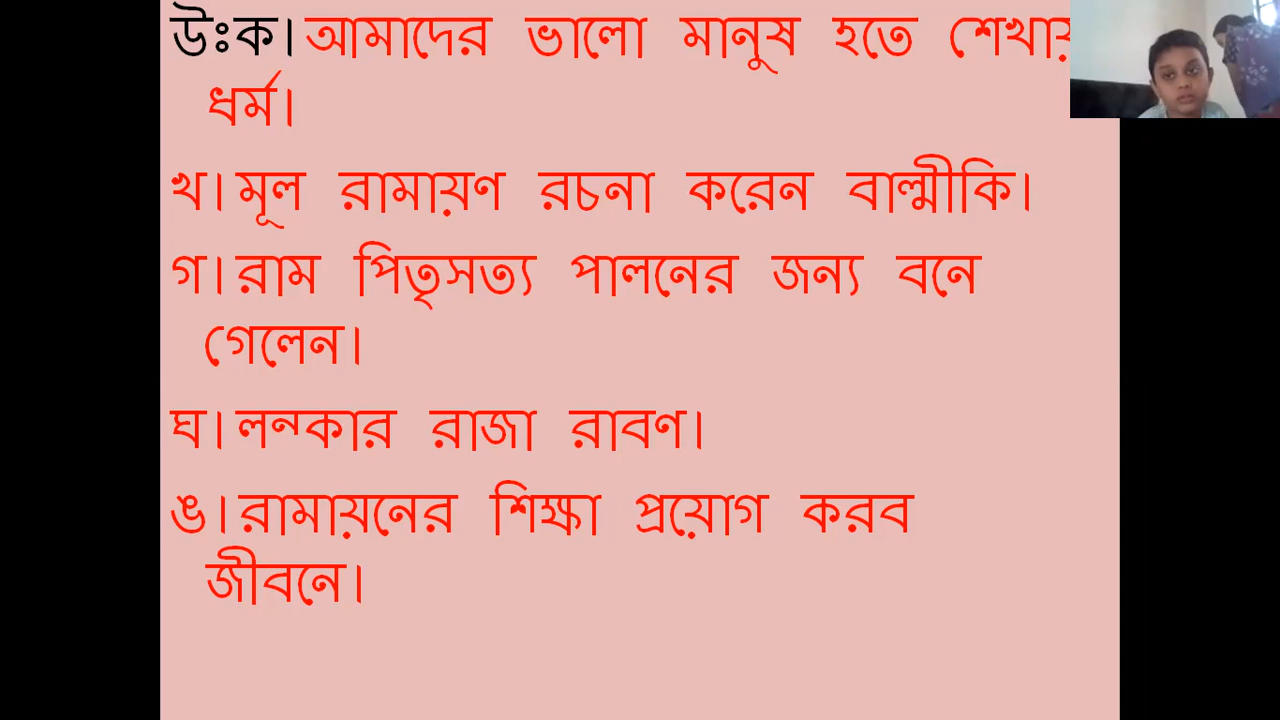 উঃক। আমাদের ভালো মানুষ হতে শেখায়
ধর্ম।
খ। মূল রামায়ণ রচনা করেন বাল্মীকি।
গ। রাম পিতৃসত্য পালনের জন্য বনে
গেলেন।
ঘ। লন্কার রাজা রাবণ।
ঙ। রামায়নের শিক্ষা প্রয়োগ করব
জীবনে।